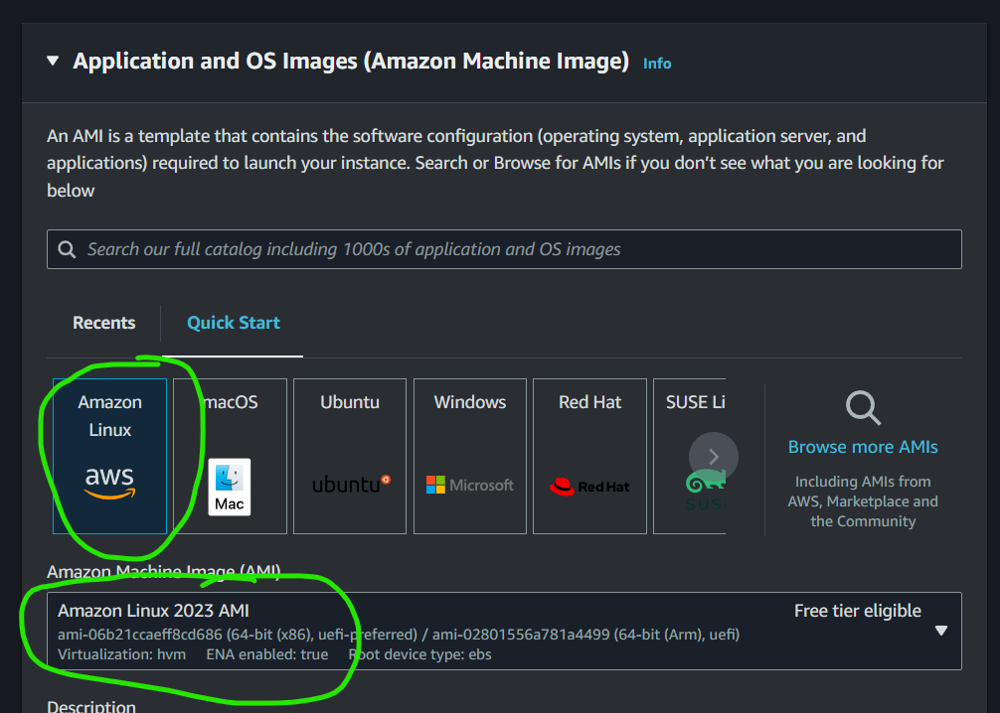 Application and OS Images (Amazon Machine Image) Info
An AMI is a template that contains the software configuration (operating system, application server, and
applications) required to launch your instance. Search or Browse for AMIs if you don’t see what you are looking for
below
Search our full catalog including 1000s of application and OS images
Recents
Quick Start
Amazon
Linux
aws
macOS
Mac
Ubuntu
ubuntu
Windows
Microsoft
Red Hat
Red Hat
SUSE Li
SUS
Browse more AMIs
Including AMIs from
AWS, Marketplace and
the Community
Amazon Machine Image (AMI)
Amazon Linux 2023 AMI
Free tier eligible
ami-06b21ccaeff8cd686 (64-bit (x86), uefi-preferred) / ami-02801556a781a4499 (64-bit (Arm), uefi)
Virtualization: hvm ENA enabled: true Root device type: ebs
Description